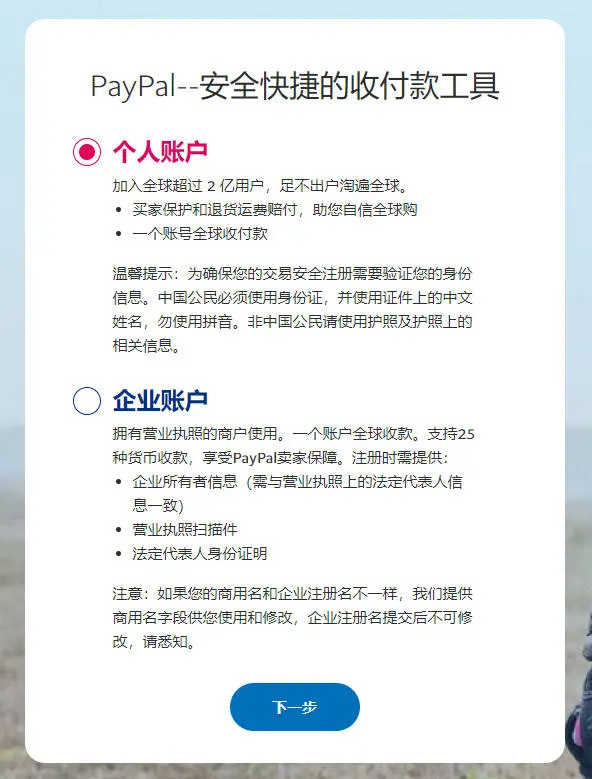 PayPal--安全快捷的收付款工具
个人账户
加入全球超过 2 亿用户，足不出户淘遍全球。
• 买家保护和退货运费赔付，助您自信全球购
• 一个账号全球收付款
温馨提示：为确保您的交易安全注册需要验证您的身份
信息。中国公民必须使用身份证，并使用证件上的中文
姓名，勿使用拼音。非中国公民请使用护照及护照上的
相关信息。
企业账户
拥有营业执照的商户使用。一个账户全球收款。支持25
种货币收款，享受PayPal卖家保障。注册时需提供：
• 企业所有者信息（需与营业执照上的法定代表人信
息一致）
• 营业执照扫描件
• 法定代表人身份证明
注意：如果您的商用名和企业注册名不一样，我们提供
商用名字段供您使用和修改，企业注册名提交后不可修
改，请悉知。
下一步